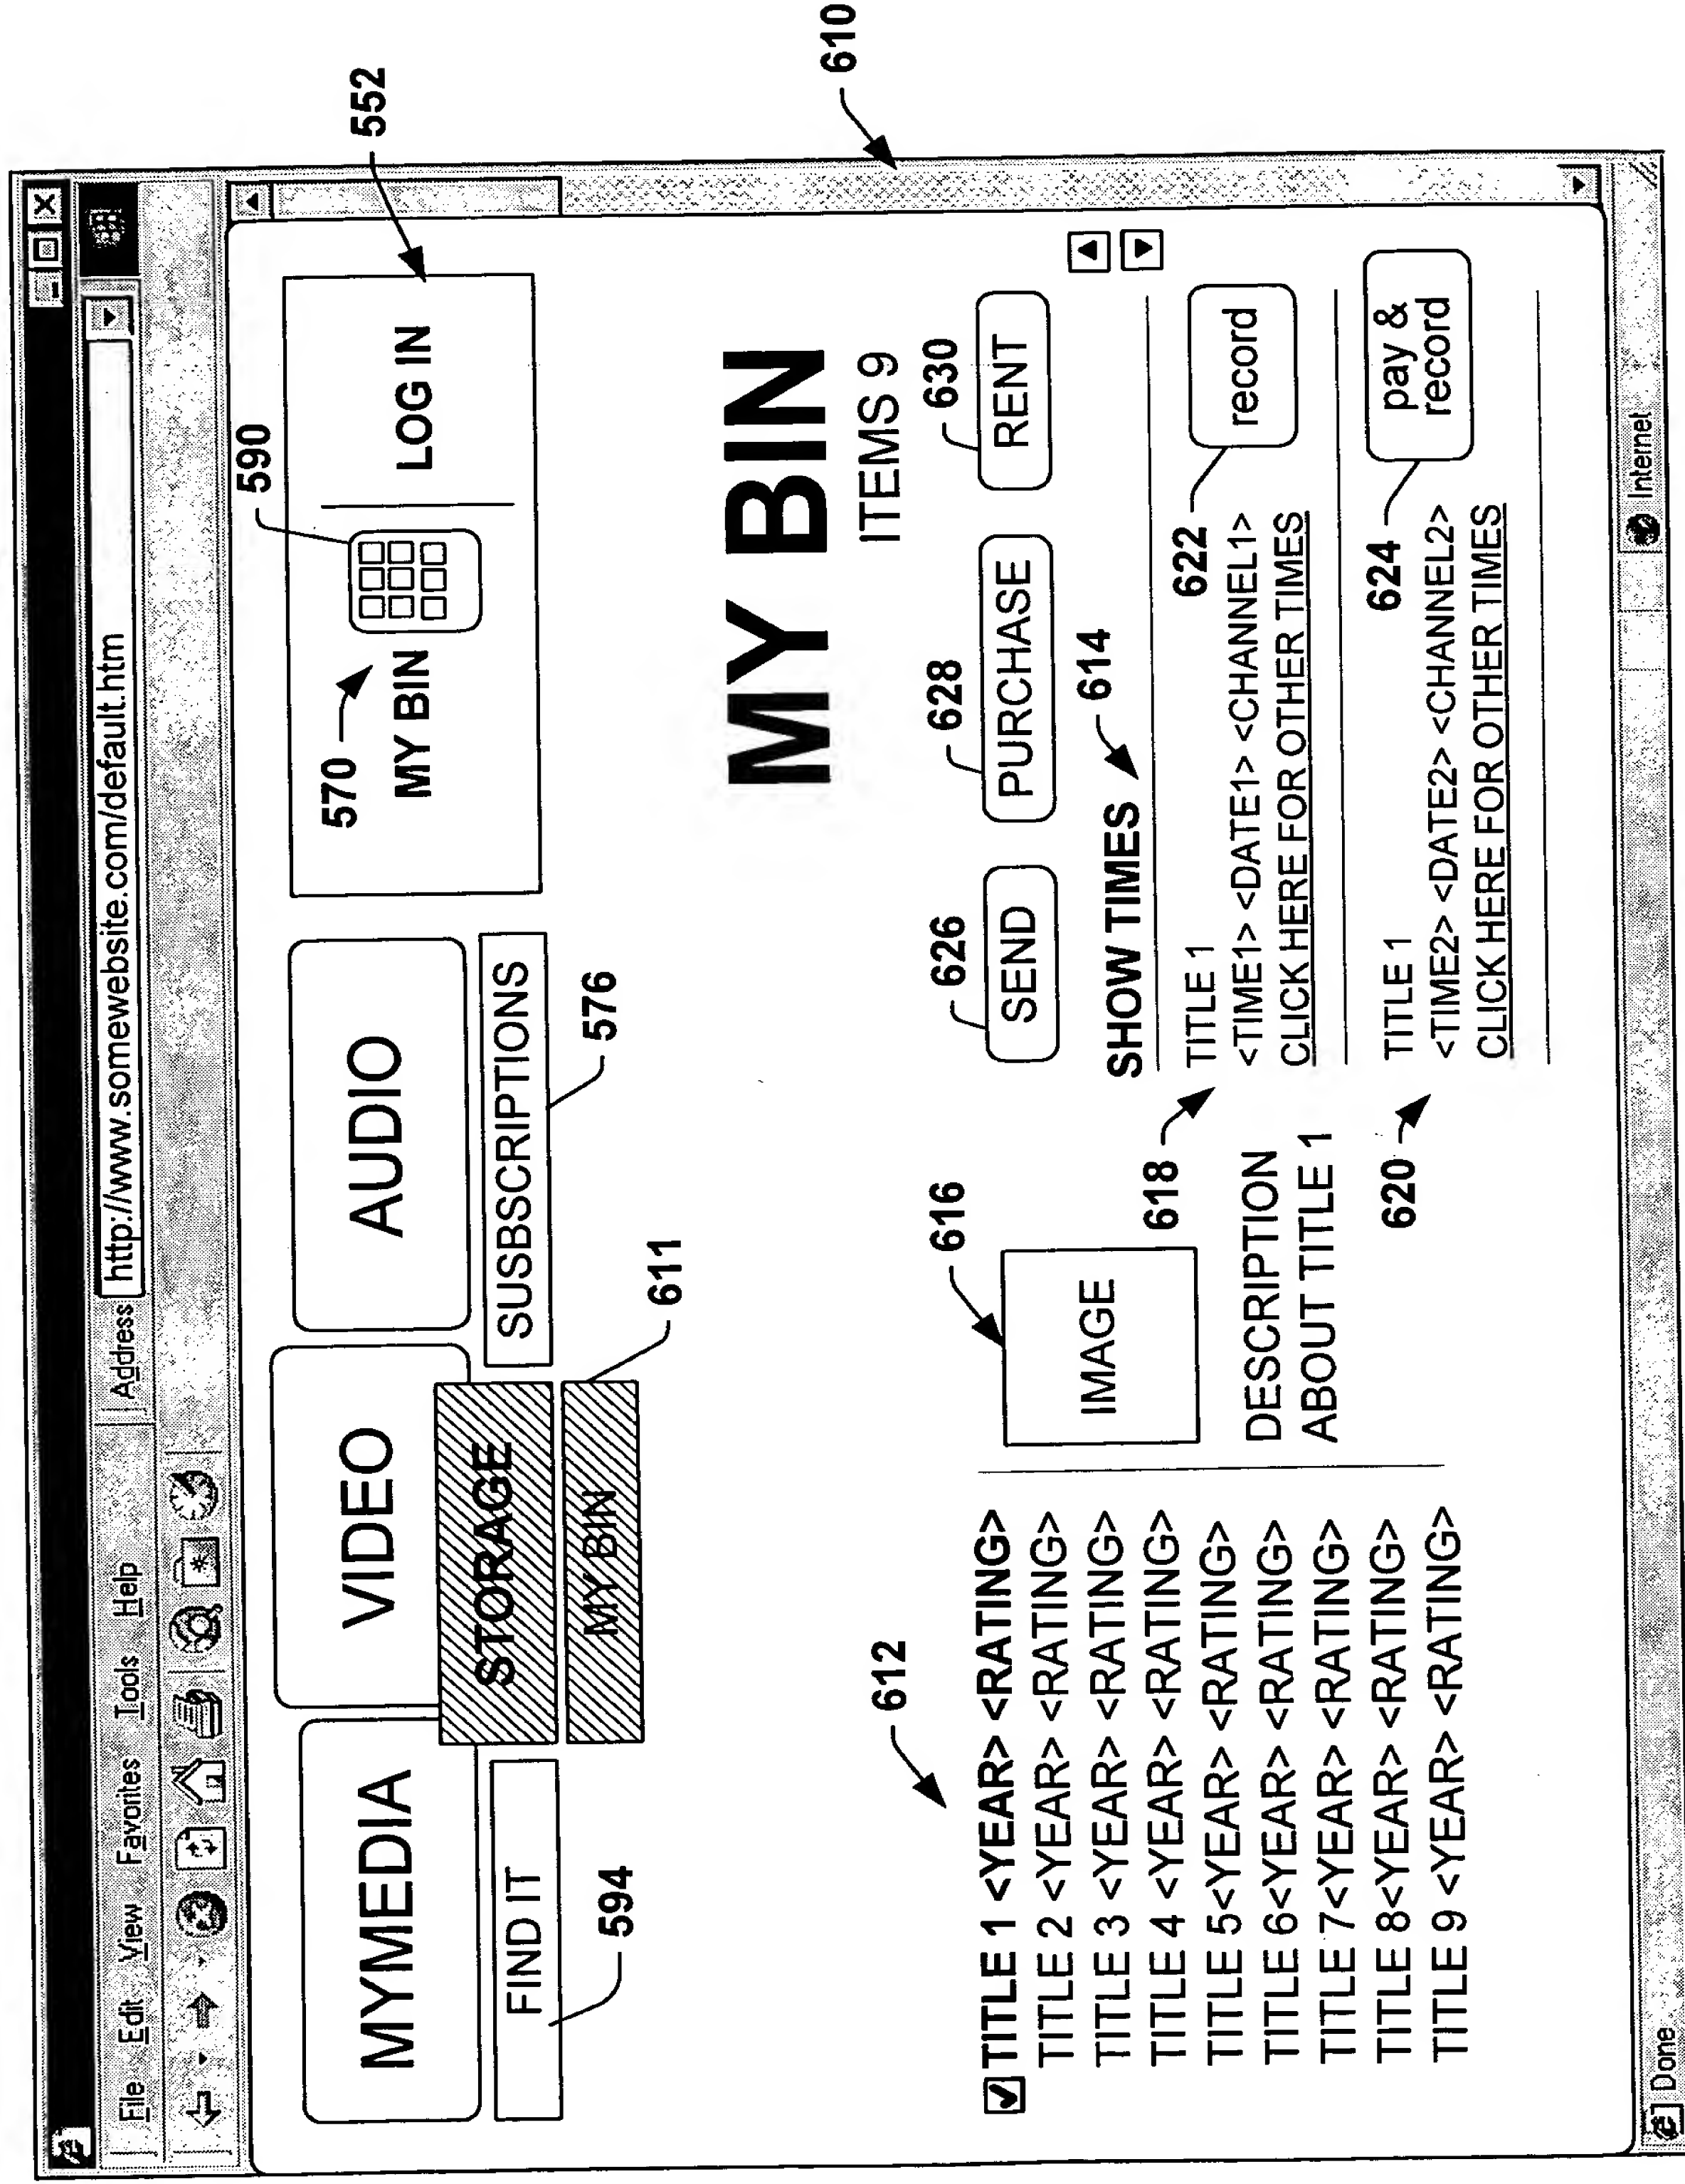 File Edit View Favorites Tools Help
Address http://www.somewebsite.com/default.htm
MYMEDIA
VIDEO
AUDIO
FIND IT
STORAGE
SUSBSCRIPTIONS
MY BIN
594
611
576
570
590
MY BIN
LOG IN
552
610
MY BIN
ITEMS 9
612
TITLE 1 <YEAR> <RATING>
TITLE 2 <YEAR> <RATING>
TITLE 3 <YEAR> <RATING>
TITLE 4 <YEAR> <RATING>
TITLE 5<YEAR> <RATING>
TITLE 6<YEAR> <RATING>
TITLE 7<YEAR> <RATING>
TITLE 8<YEAR> <RATING>
TITLE 9 <YEAR> <RATING>
616
IMAGE
DESCRIPTION
ABOUT TITLE 1
626
628
630
SEND
PURCHASE
RENT
SHOW TIMES
614
618
TITLE 1
<TIME1> <DATE1> <CHANNEL1>
CLICK HERE FOR OTHER TIMES
622
record
620
TITLE 1
<TIME2> <DATE2> <CHANNEL2>
CLICK HERE FOR OTHER TIMES
624
pay &
record
Done
Internet